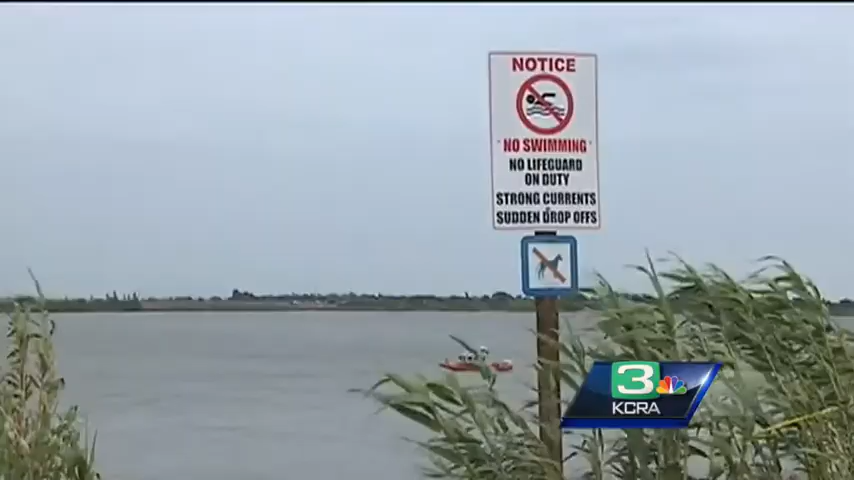 NOTICE
"NO SWIMMING"
NO LIFEGUARD
ON DUTY
STRONG CURRENTS
&
SUDDEN DROP OFFS
3
KCRA